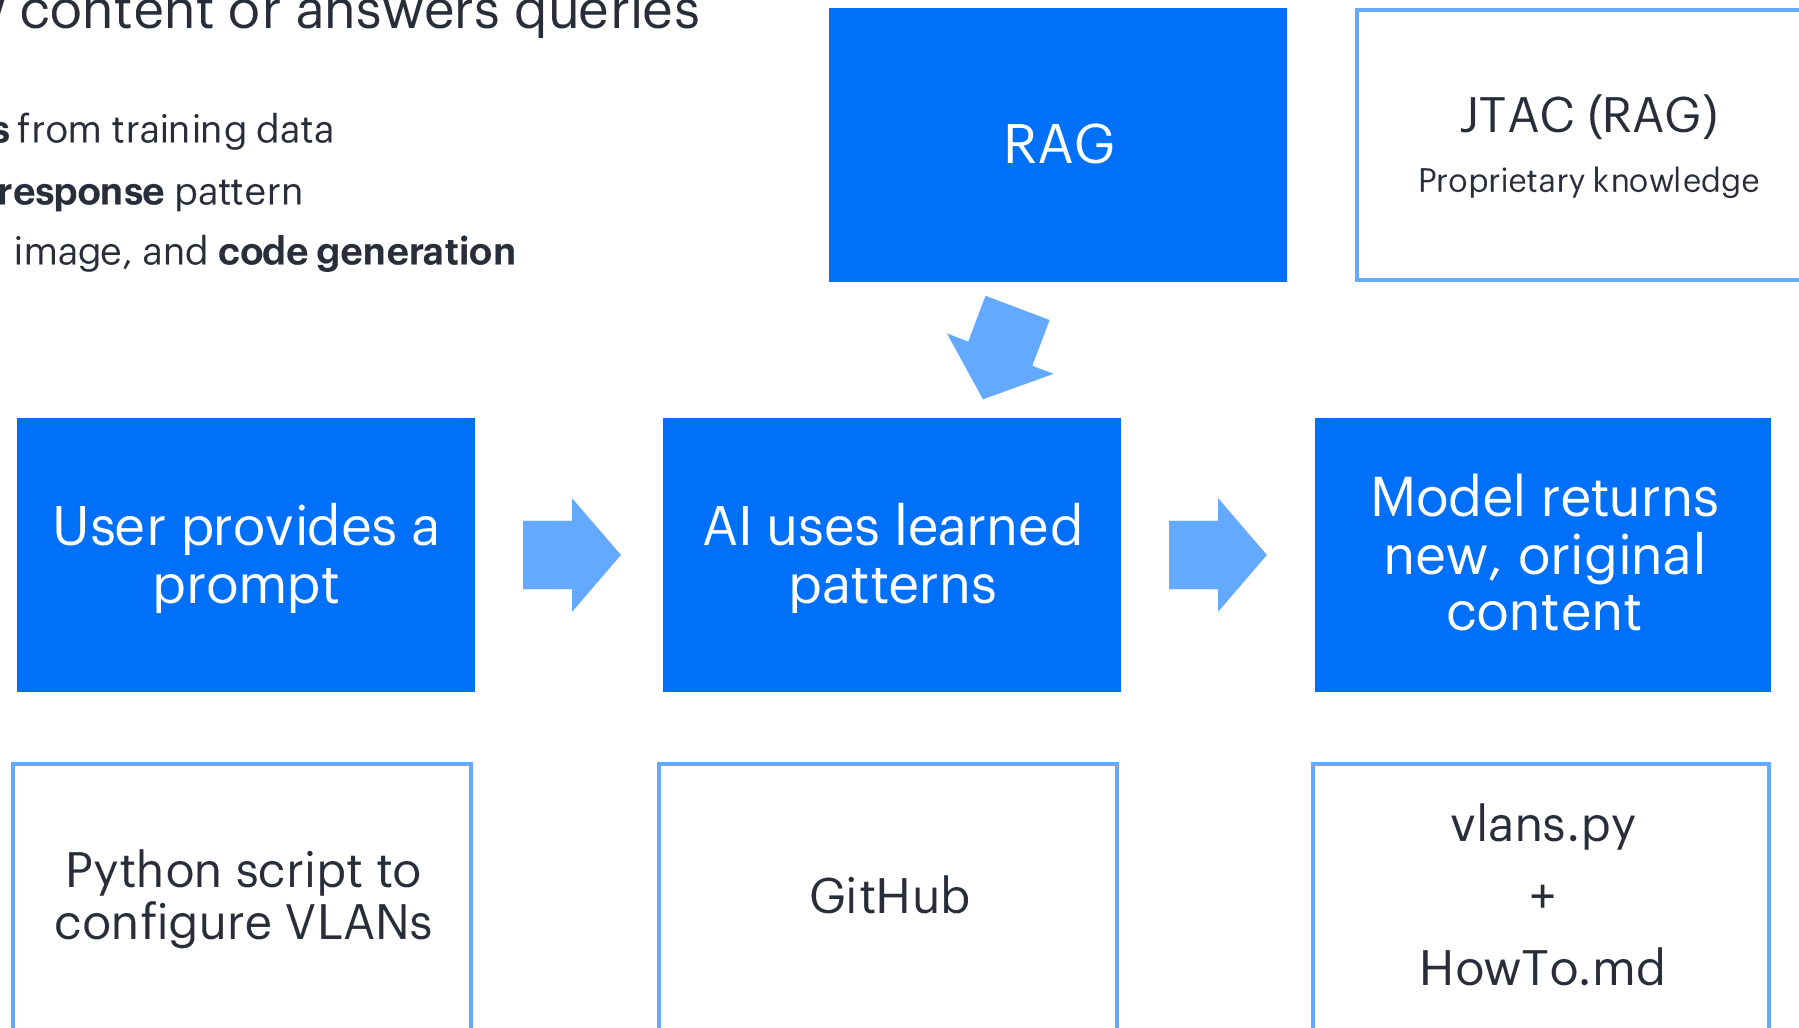 content or answers queries
from training data
response pattern
image, and code generation
RAG
JTAC (RAG)
Proprietary knowledge
User provides a
prompt
AI uses learned
patterns
Model returns
new, original
content
Python script to
configure VLANs
GitHub
vlans.py
+
HowTo.md